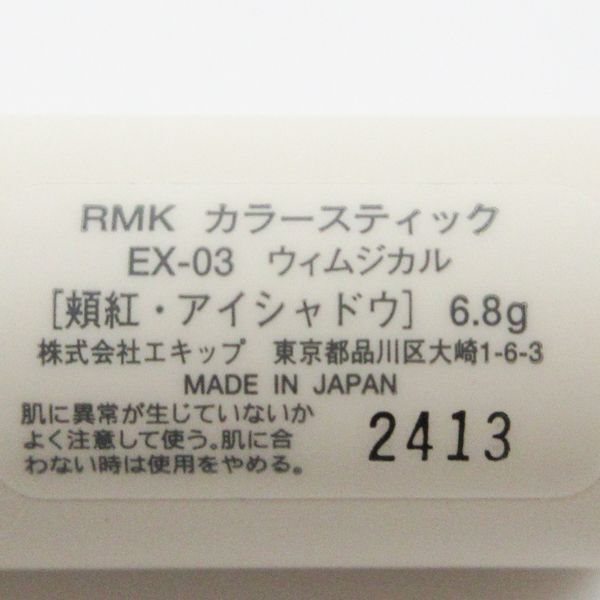 RMK カラースティック
EX-03 ウィムジカル
[頬紅・アイシャドウ] 6.8g
株式会社エキップ 東京都品川区大崎1-6-3
MADE IN JAPAN
肌に異常が生じていないか
よく注意して使う。肌に合
わない時は使用をやめる。
2413